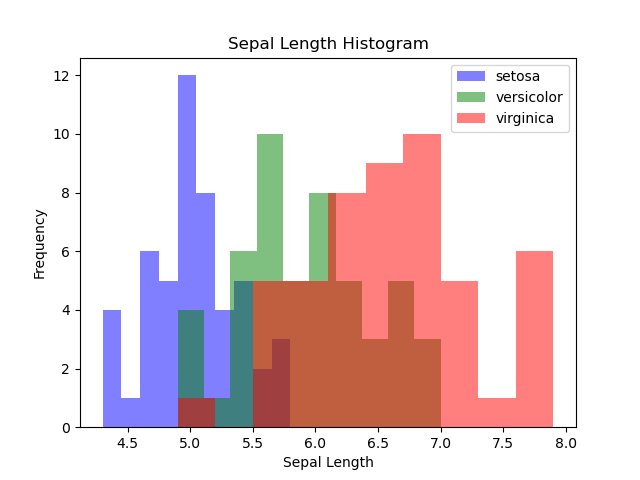 Sepal Length Histogram
setosa
versicolor
virginica
Frequency
12
10
8
6
4
2
0
4.5 5.0 5.5 6.0 6.5 7.0 7.5 8.0
Sepal Length